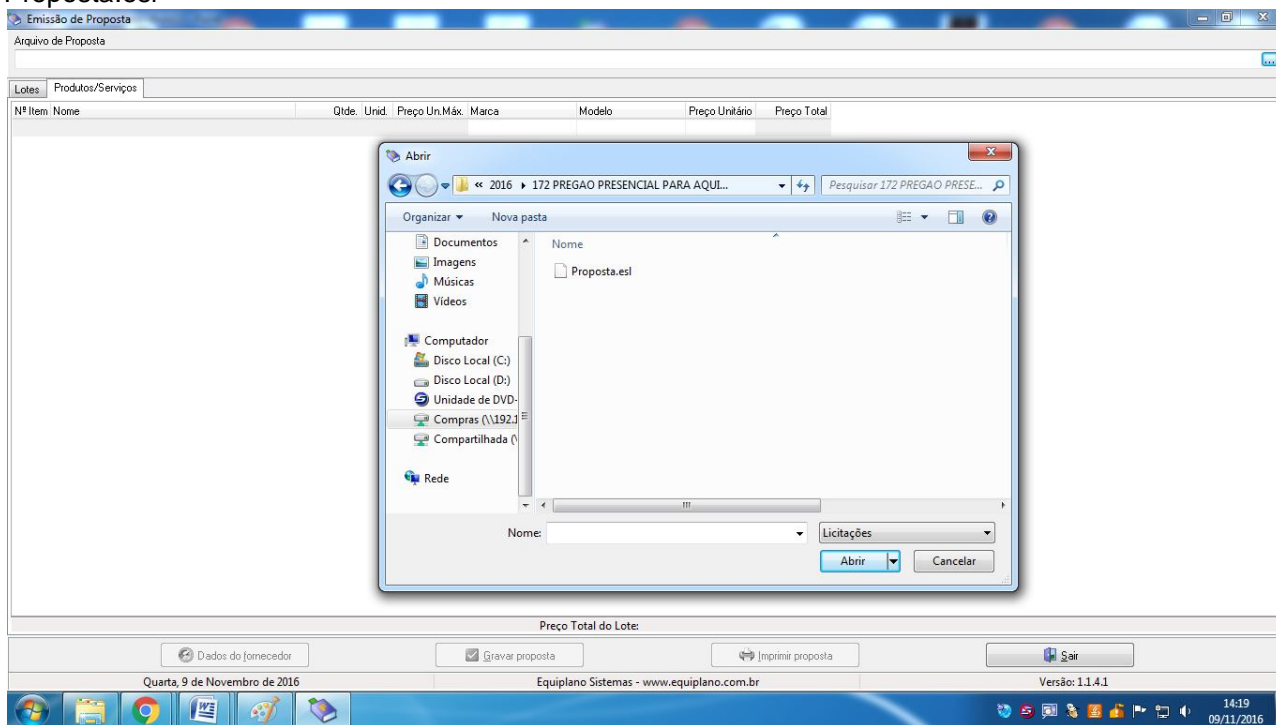 Emissão de Proposta
Arquivo de Proposta
Lotes Produtos/Serviços
Nº Item Nome Qtde. Unid. Preço Un.Máx. Marca Modelo Preço Unitário Preço Total
Abrir
« 2016 172 PREGAO PRESENCIAL PARA AQUI...
Pesquisar 172 PREGAO PRESE...
Organizar Nova pasta
Documentos
Imagens
Músicas
Vídeos
Computador
Disco Local (C:)
Disco Local (D:)
Unidade de DVD-
Compras (\\192.1
Compartilhada (\
Rede
Nome
Proposta.esl
Nome:
Licitações
Abrir Cancelar
Preço Total do Lote:
Dados do fornecedor Gravar proposta Imprimir proposta Sair
Quarta, 9 de Novembro de 2016 Equiplano Sistemas - www.equiplano.com.br Versão: 1.1.4.1
14:19
09/11/2016